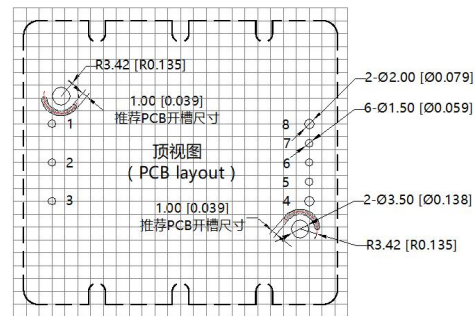 R3.42 [R0.135]
2-Ø2.00 [Ø0.079]
1.00 [0.039]
推荐PCB开槽尺寸
6-Ø1.50 [Ø0.059]
1
8
7
顶视图
2
6
( PCB layout )
5
3
4
1.00 [0.039]
推荐PCB开槽尺寸
2-Ø3.50 [Ø0.138]
R3.42 [R0.135]